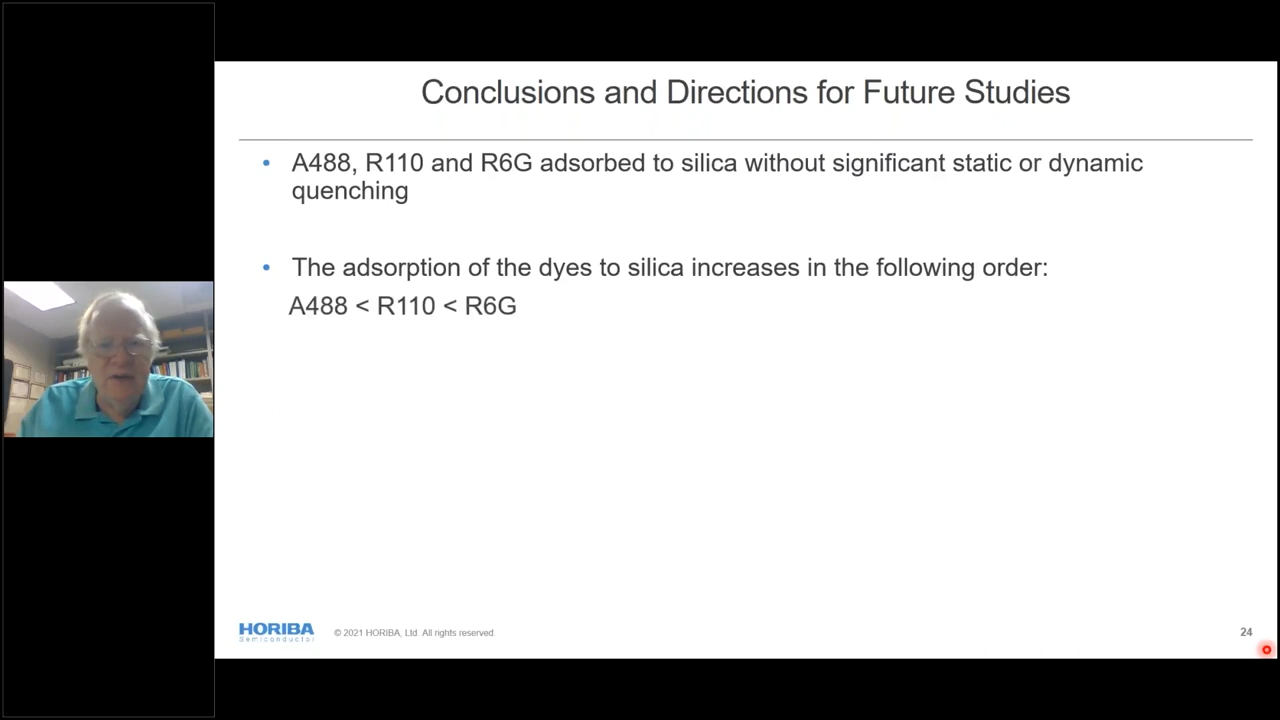 Conclusions and Directions for Future Studies
• A488, R110 and R6G adsorbed to silica without significant static or dynamic
quenching
• The adsorption of the dyes to silica increases in the following order:
A488 < R110 < R6G
HORIBA
Semiconductor
© 2021 HORIBA, Ltd. All rights reserved.
24